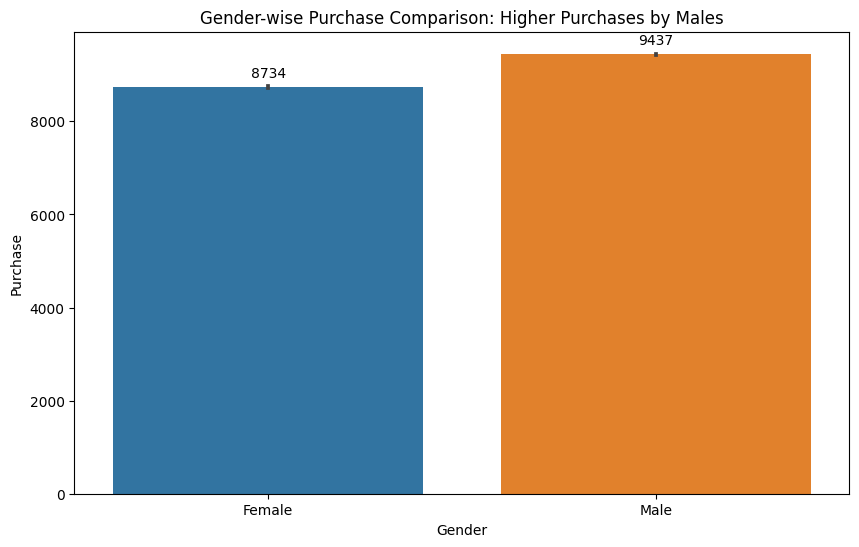 Gender-wise Purchase Comparison: Higher Purchases by Males
9437
8734
8000
6000
4000
2000
0
Purchase
Female
Male
Gender